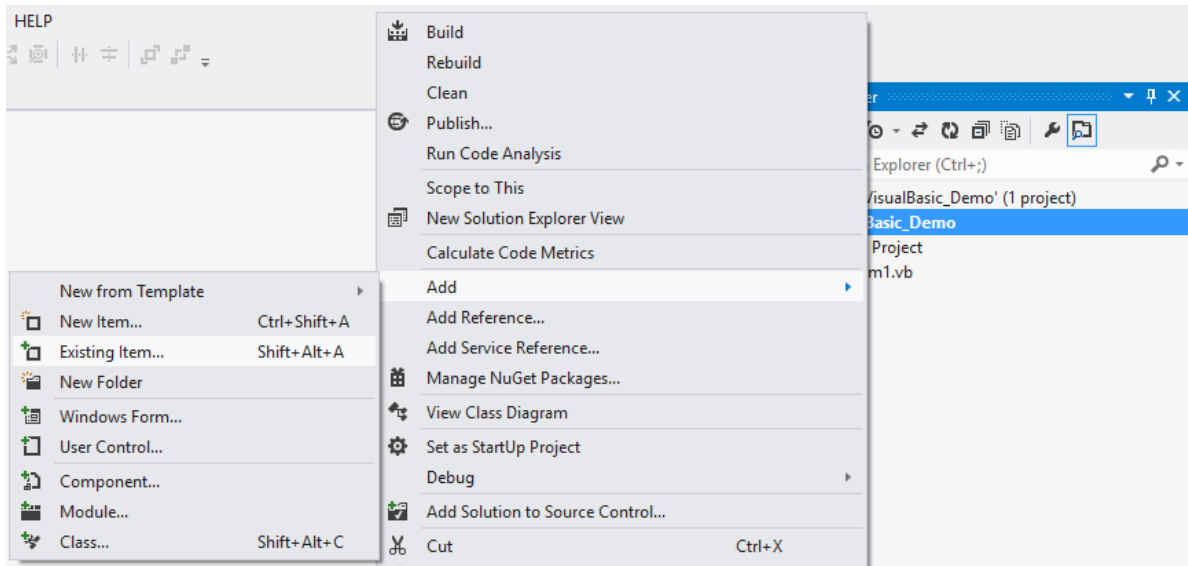 HELP
Build
Rebuild
Clean
Publish...
Run Code Analysis
Scope to This
New Solution Explorer View
Calculate Code Metrics
Add
Add Reference...
Add Service Reference...
Manage NuGet Packages...
View Class Diagram
Set as StartUp Project
Debug
Add Solution to Source Control...
Cut Ctrl+X
New from Template
New Item... Ctrl+Shift+A
Existing Item... Shift+Alt+A
New Folder
Windows Form...
User Control...
Component...
Module...
Class... Shift+Alt+C
er
Explorer (Ctrl+;)
VisualBasic_Demo' (1 project)
Basic_Demo
Project
m1.vb